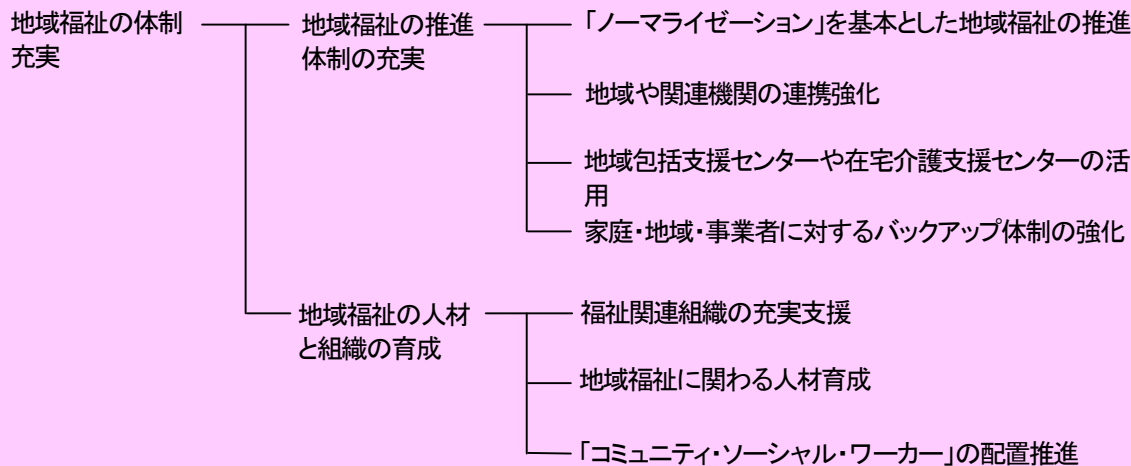 地域福祉の体制
充実
地域福祉の推進
体制の充実
「ノーマライゼーション」を基本とした地域福祉の推進
地域や関連機関の連携強化
地域包括支援センターや在宅介護支援センターの活
用
家庭・地域・事業者に対するバックアップ体制の強化
地域福祉の人材
と組織の育成
福祉関連組織の充実支援
地域福祉に関わる人材育成
「コミュニティ・ソーシャル・ワーカー」の配置推進